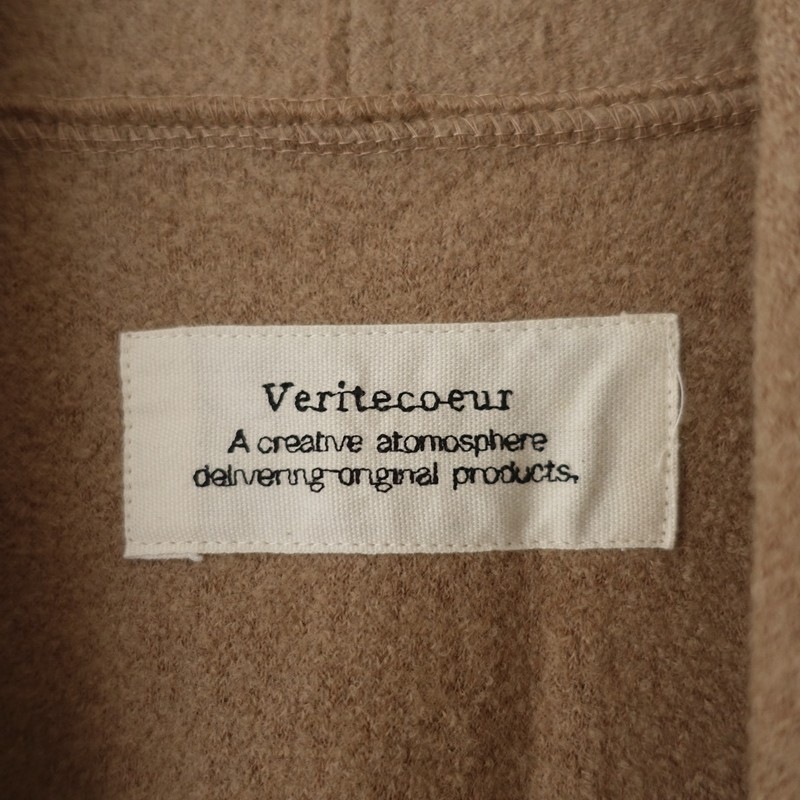 Veritecoeur
A creative atomosphere
delivering original products.